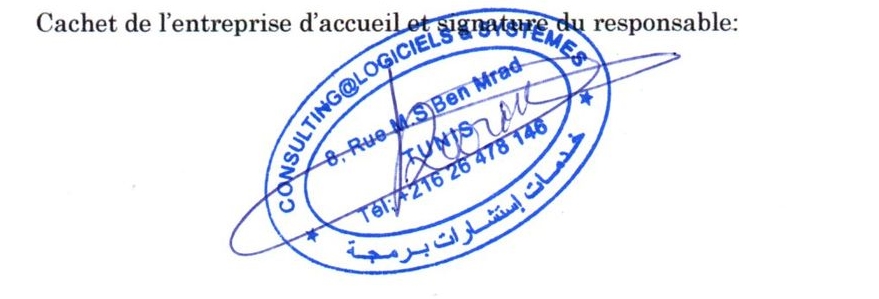 Cachet de l'entreprise d'accueil et signature du responsable:
CONSULTING@LOGICIELS & SYSTEMES
8, Rue M.S Ben Mrad
TUNIS
Tél: +216 26 478 146
خدمات إستشارات برمجة